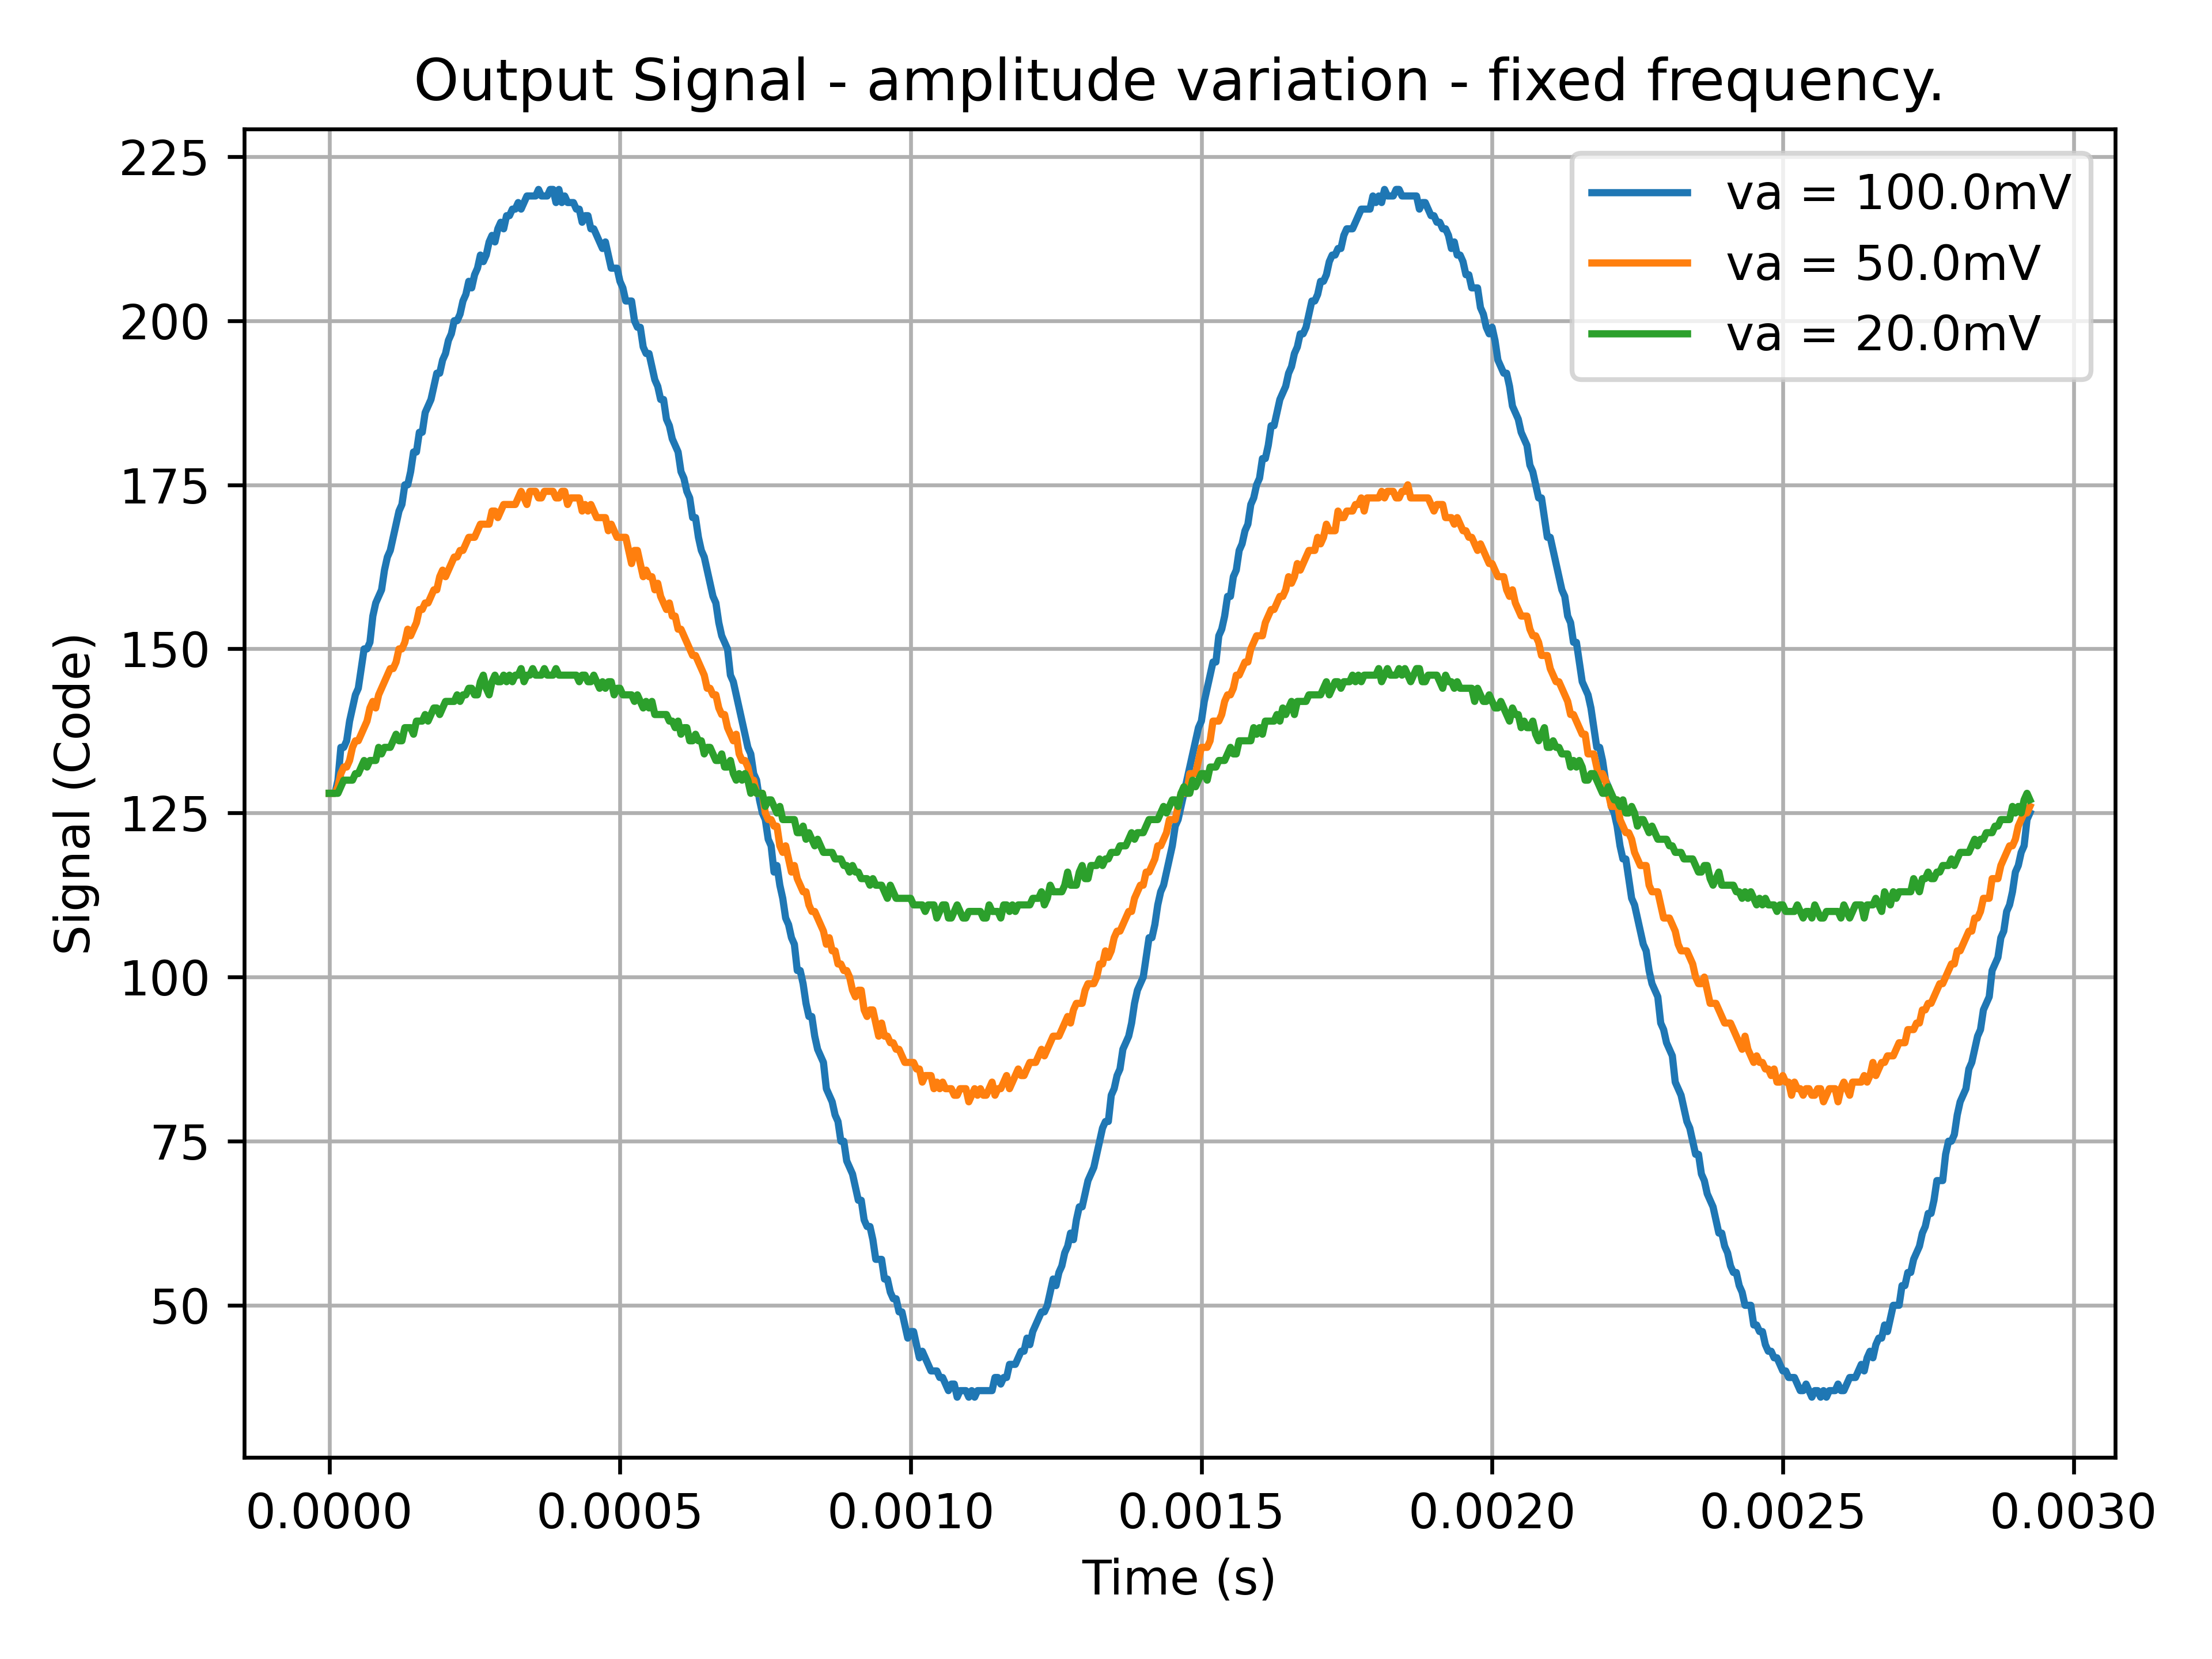 Output Signal - amplitude variation - fixed frequency.
225
200
175
150
125
100
75
50
Signal (Code)
va = 100.0mV
va = 50.0mV
va = 20.0mV
0.0000 0.0005 0.0010 0.0015 0.0020 0.0025 0.0030
Time (s)